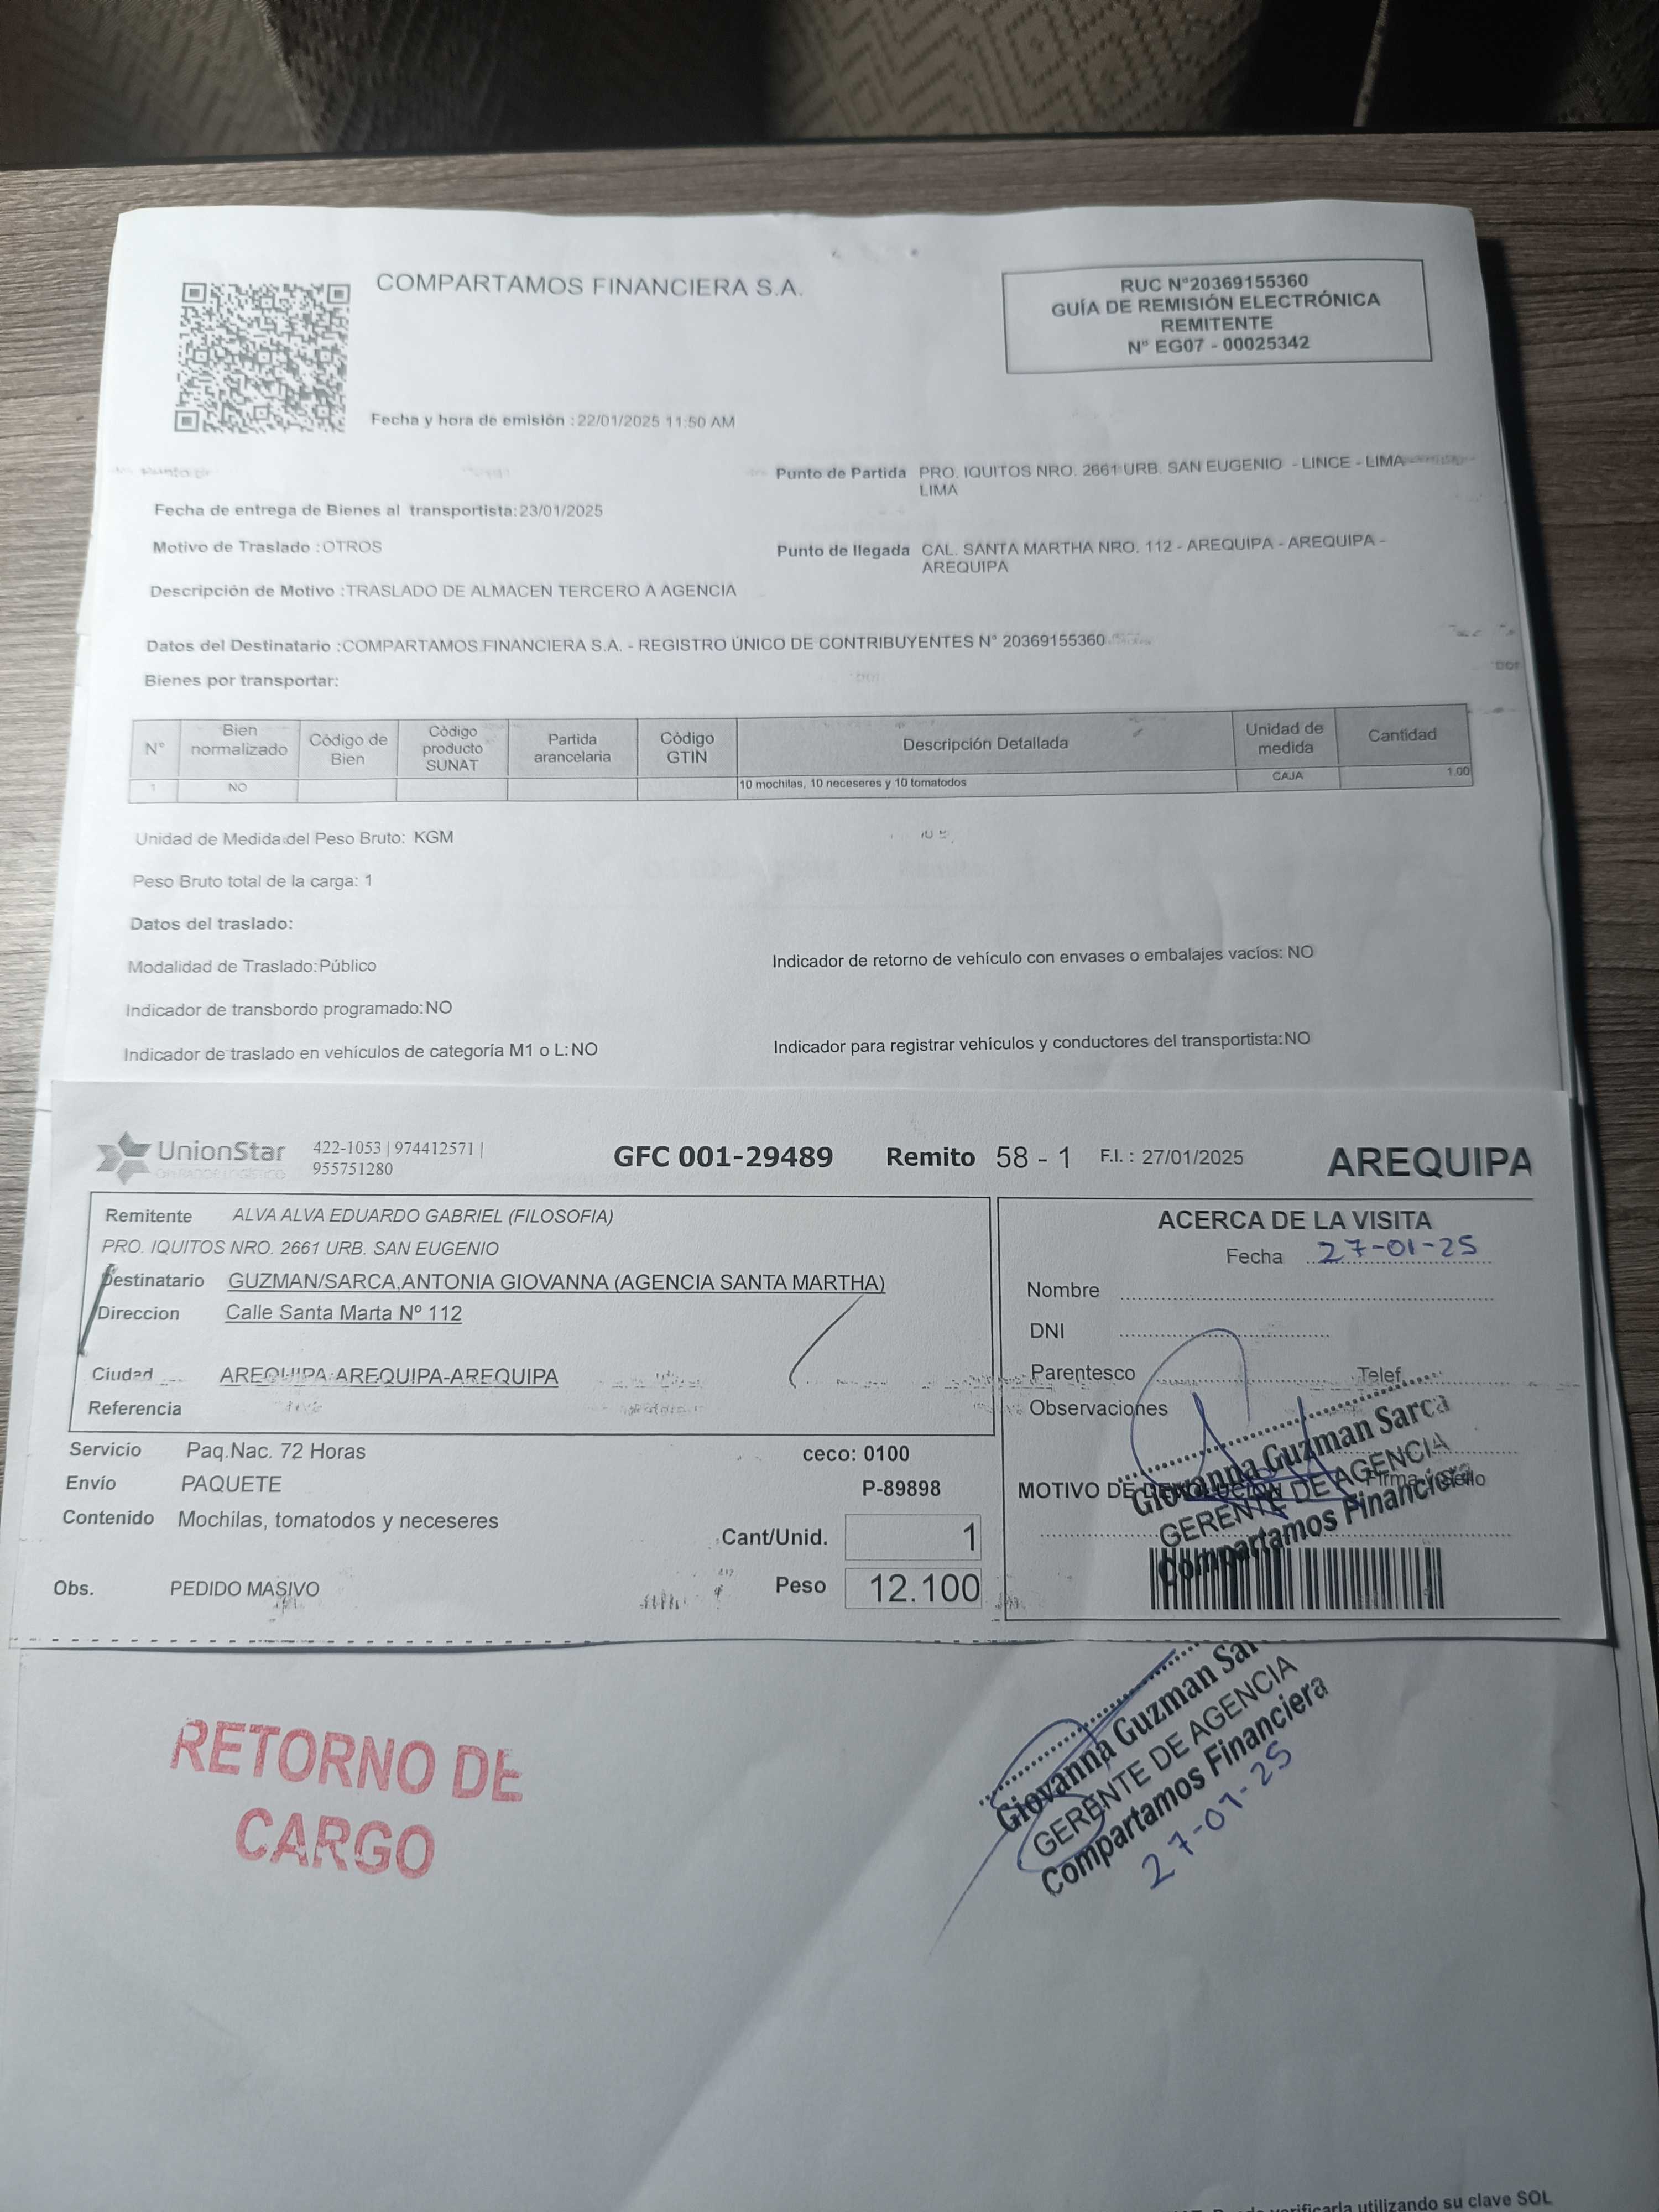 COMPARTAMOS FINANCIERA S.A.
RUC N°20369155360
GUÍA DE REMISIÓN ELECTRÓNICA
REMITENTE
N° EG07 - 00025342
Fecha y hora de emisión :22/01/2025 11:50 AM
Punto de Partida PRO. IQUITOS NRO. 2661 URB. SAN EUGENIO - LINCE - LIMA
LIMA
Fecha de entrega de Bienes al transportista:23/01/2025
Motivo de Traslado :OTROS
Punto de llegada CAL. SANTA MARTHA NRO. 112 - AREQUIPA - AREQUIPA -
AREQUIPA
Descripción de Motivo :TRASLADO DE ALMACEN TERCERO A AGENCIA
Datos del Destinatario :COMPARTAMOS FINANCIERA S.A. - REGISTRO ÚNICO DE CONTRIBUYENTES N° 20369155360
Bienes por transportar:
N° Bien normalizado Código de Bien Código producto SUNAT Partida arancelaria Código GTIN Descripción Detallada Unidad de medida Cantidad
1 NO 10 mochilas, 10 neceseres y 10 tomatodos CAJA 1.00
Unidad de Medida del Peso Bruto: KGM
Peso Bruto total de la carga: 1
Datos del traslado:
Modalidad de Traslado:Público
Indicador de retorno de vehículo con envases o embalajes vacíos: NO
Indicador de transbordo programado:NO
Indicador de traslado en vehículos de categoría M1 o L:NO
Indicador para registrar vehículos y conductores del transportista:NO
UnionStar
OPERADOR LOGÍSTICO
422-1053 | 974412571 |
955751280
GFC 001-29489 Remito 58 - 1 F.I. : 27/01/2025 AREQUIPA
Remitente ALVA ALVA EDUARDO GABRIEL (FILOSOFIA)
PRO. IQUITOS NRO. 2661 URB. SAN EUGENIO
Destinatario GUZMAN/SARCA,ANTONIA GIOVANNA (AGENCIA SANTA MARTHA)
Direccion Calle Santa Marta Nº 112
Ciudad AREQUIPA-AREQUIPA-AREQUIPA
Referencia
Servicio Paq.Nac. 72 Horas
ceco: 0100
Envío PAQUETE
P-89898
Contenido Mochilas, tomatodos y neceseres
Cant/Unid. 1
Obs. PEDIDO MASIVO
Peso 12.100
ACERCA DE LA VISITA
Fecha 27-01-25
Nombre
DNI
Parentesco Telef.
Observaciones
MOTIVO DE DEVOLUCION Firma y Sello
Giovanna Guzman Sarca
GERENTE DE AGENCIA
Compartamos Financiera
RETORNO DE
CARGO
Giovanna Guzman Sar
GERENTE DE AGENCIA
Compartamos Financiera
27-01-25
verificarla utilizando su clave SOL